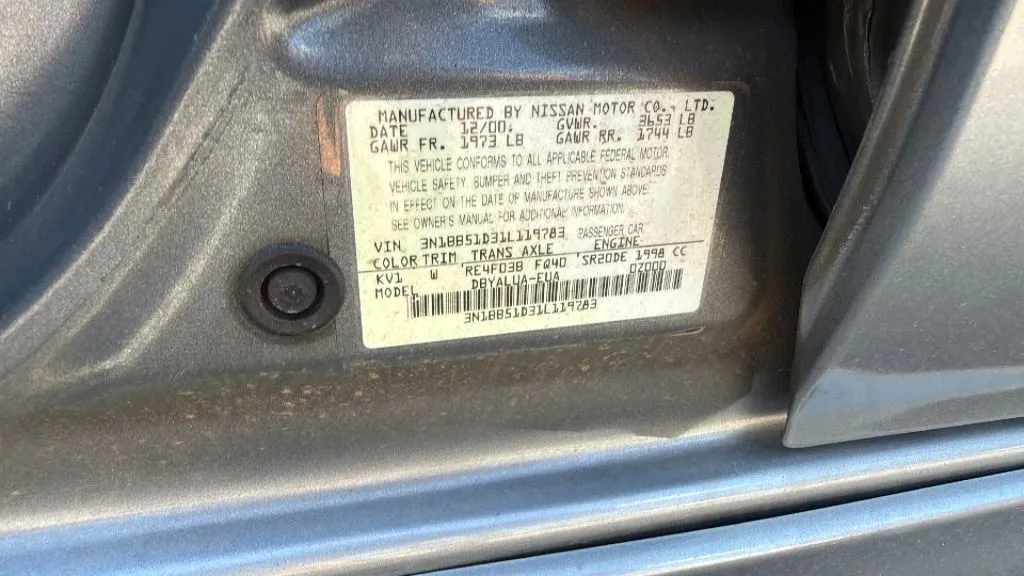 MANUFACTURED BY NISSAN MOTOR CO., LTD.
DATE 12/00. GVWR. 3653 LB
GAWR FR. 1973 LB GAWR RR. 1744 LB
THIS VEHICLE CONFORMS TO ALL APPLICABLE FEDERAL MOTOR
VEHICLE SAFETY, BUMPER AND THEFT PREVENTION STANDARDS
IN EFFECT ON THE DATE OF MANUFACTURE SHOWN ABOVE.
SEE OWNER'S MANUAL FOR ADDITIONAL INFORMATION.
VIN 3N1BB51D31L119783 PASSENGER CAR
COLOR TRIM TRANS AXLE ENGINE
KV1 W RE4F03B FQ40 SR20DE 1998 CC
MODEL DBYALUA-EUA 0Z000
3N1BB51D31L119783